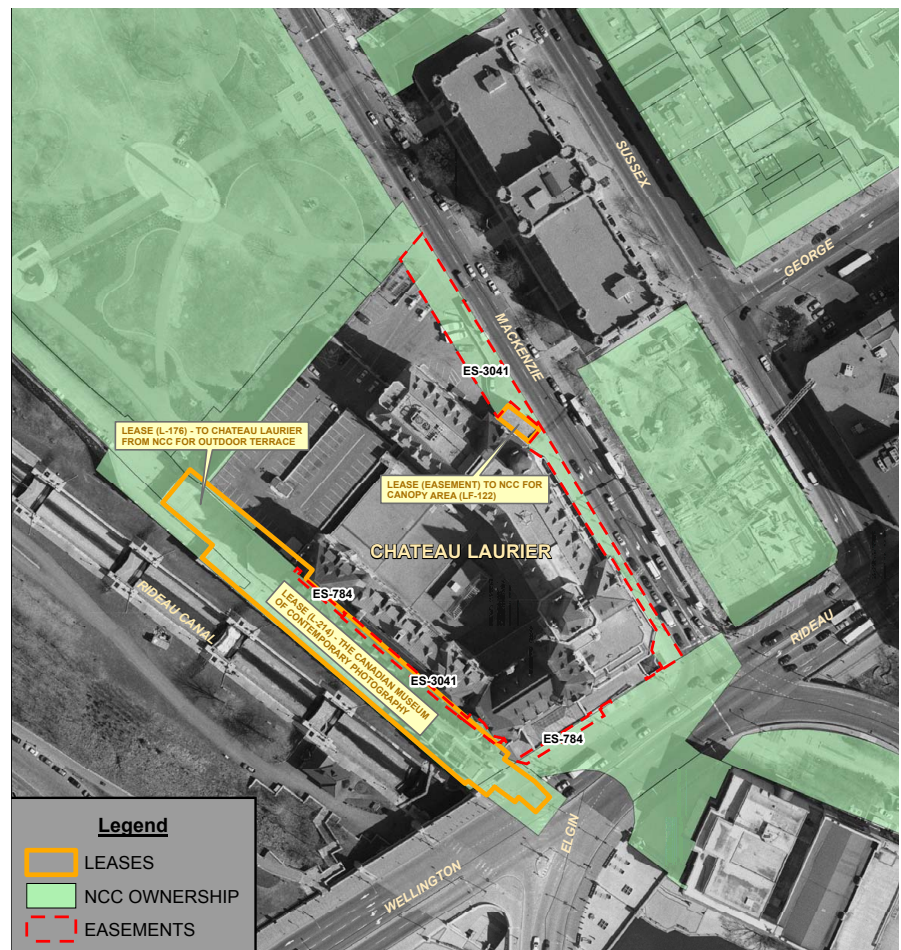 SUSSEX
GEORGE
MACKENZIE
ES-3041
LEASE (L-176) - TO CHATEAU LAURIER
FROM NCC FOR OUTDOOR TERRACE
LEASE (EASEMENT) TO NCC FOR
CANOPY AREA (LF-122)
CHATEAU LAURIER
ES-784
RIDEAU CANAL
LEASE (L-214) - THE CANADIAN MUSEUM
OF CONTEMPORARY PHOTOGRAPHY
RIDEAU
ES-3041
ES-784
ELGIN
WELLINGTON
Legend
LEASES
NCC OWNERSHIP
EASEMENTS